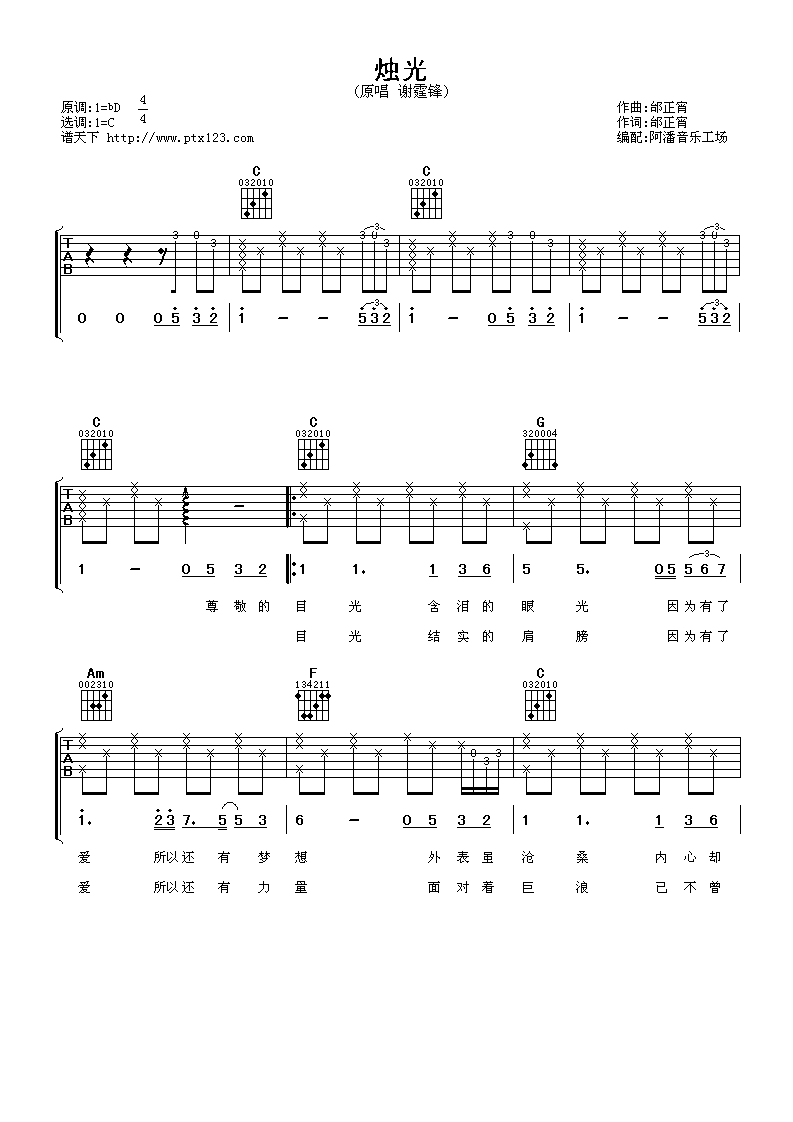 烛光
(原唱 谢霆锋)
原调:1=bD 4/4
选调:1=C
谱天下 http://www.ptx123.com
作曲:邰正宵
作词:邰正宵
编配:阿潘音乐工场
C C
032010 032010
3 0 3 3 0 3 3 0 3 3 0 3
T
A
B
0 0 0 5 3 2 1 - - 5 3 2 1 - 0 5 3 2 1 - - 5 3 2
C C G
032010 032010 320004
T
A
B
1 - 0 5 3 2 1 1. 1 3 6 5 5. 0 5 5 6 7
尊 敬 的 目 光 含 泪 的 眼 光 因 为 有 了
目 光 结 实 的 肩 膀 因 为 有 了
Am F C
002310 134211 032010
0 3 3
T
A
B
1. 2 3 7. 5 5 3 6 - 0 5 3 2 1 1. 1 3 6
爱 所 以 还 有 梦 想 外 表 里 沧 桑 内 心 却
爱 所 以 还 有 力 量 面 对 着 巨 浪 已 不 曾